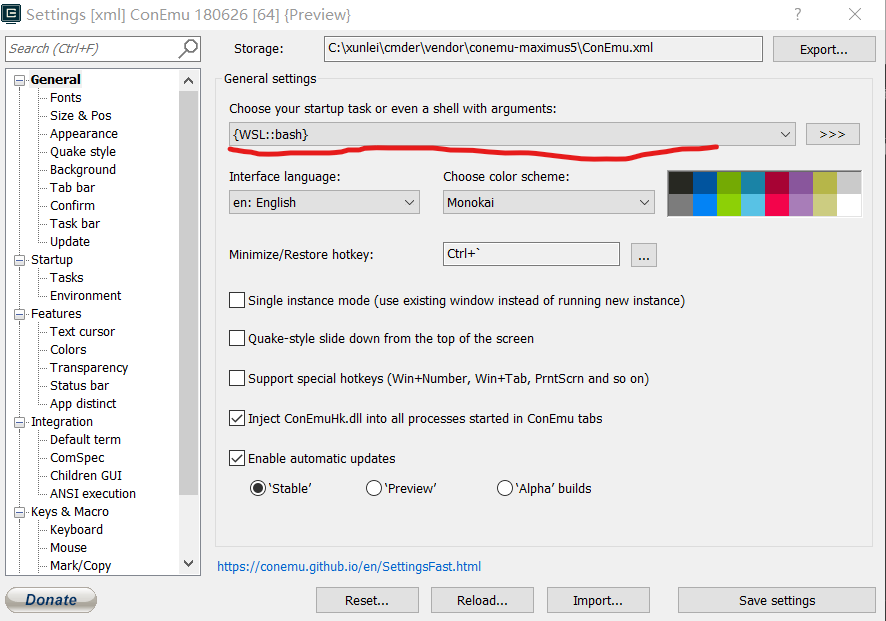 Settings [xml] ConEmu 180626 [64] {Preview}
?
Search (Ctrl+F)
Storage:
C:\xunlei\cmder\vendor\conemu-maximus5\ConEmu.xml
Export...
General
Fonts
Size & Pos
Appearance
Quake style
Background
Tab bar
Confirm
Task bar
Update
Startup
Tasks
Environment
Features
Text cursor
Colors
Transparency
Status bar
App distinct
Integration
Default term
ComSpec
Children GUI
ANSI execution
Keys & Macro
Keyboard
Mouse
Mark/Copy
General settings
Choose your startup task or even a shell with arguments:
{WSL::bash}
>>>
Interface language:
Choose color scheme:
en: English
Monokai
Minimize/Restore hotkey:
Ctrl+`
...
Single instance mode (use existing window instead of running new instance)
Quake-style slide down from the top of the screen
Support special hotkeys (Win+Number, Win+Tab, PrntScrn and so on)
Inject ConEmuHk.dll into all processes started in ConEmu tabs
Enable automatic updates
‘Stable’
‘Preview’
‘Alpha’ builds
https://conemu.github.io/en/SettingsFast.html
Donate
Reset...
Reload...
Import...
Save settings